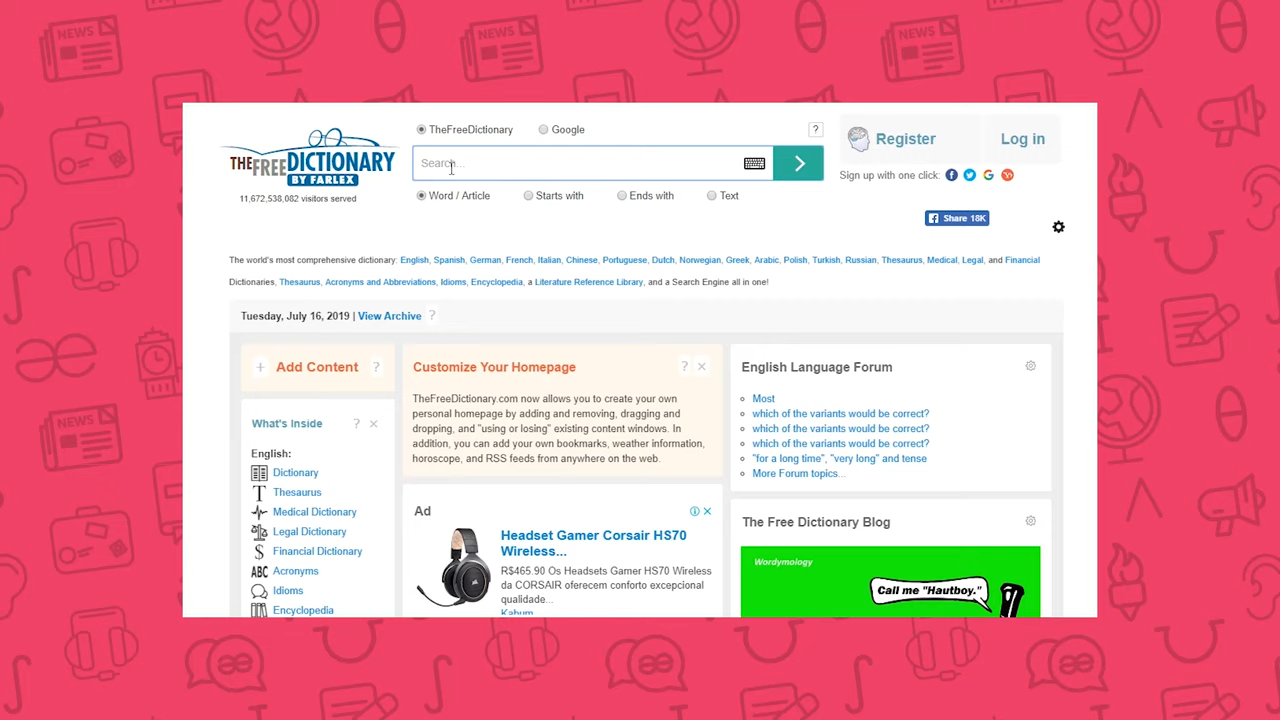 NEWS
NEWS
NEWS
TheFreeDictionary
Google
?
THEFREEDICTIONARY
BY FARLEX
Search...
Register
Log in
Sign up with one click:
11,672,538,082 visitors served
Word / Article
Starts with
Ends with
Text
Share 18K
The world's most comprehensive dictionary: English, Spanish, German, French, Italian, Chinese, Portuguese, Dutch, Norwegian, Greek, Arabic, Polish, Turkish, Russian, Thesaurus, Medical, Legal, and Financial
Dictionaries, Thesaurus, Acronyms and Abbreviations, Idioms, Encyclopedia, a Literature Reference Library, and a Search Engine all in one!
Tuesday, July 16, 2019 | View Archive ?
+ Add Content ?
What's Inside ?
English:
Dictionary
Thesaurus
Medical Dictionary
Legal Dictionary
$ Financial Dictionary
ABC Acronyms
Idioms
Encyclopedia
Customize Your Homepage ?
TheFreeDictionary.com now allows you to create your own
personal homepage by adding and removing, dragging and
dropping, and "using or losing" existing content windows. In
addition, you can add your own bookmarks, weather information,
horoscope, and RSS feeds from anywhere on the web.
Ad
Headset Gamer Corsair HS70
Wireless...
R$465.90 Os Headsets Gamer HS70 Wireless
da CORSAIR oferecem conforto excepcional
qualidade...
Kabum
English Language Forum
Most
which of the variants would be correct?
which of the variants would be correct?
which of the variants would be correct?
"for a long time", "very long" and tense
More Forum topics...
The Free Dictionary Blog
Wordymology
Call me "Hautboy."
æ
NEWS
NEWS
æ
æ
æ